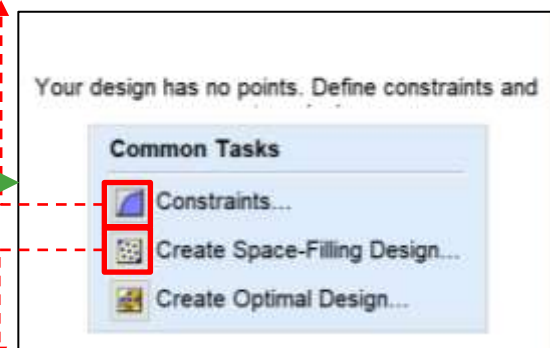 Your design has no points. Define constraints and
Common Tasks
Constraints...
Create Space-Filling Design...
Create Optimal Design...